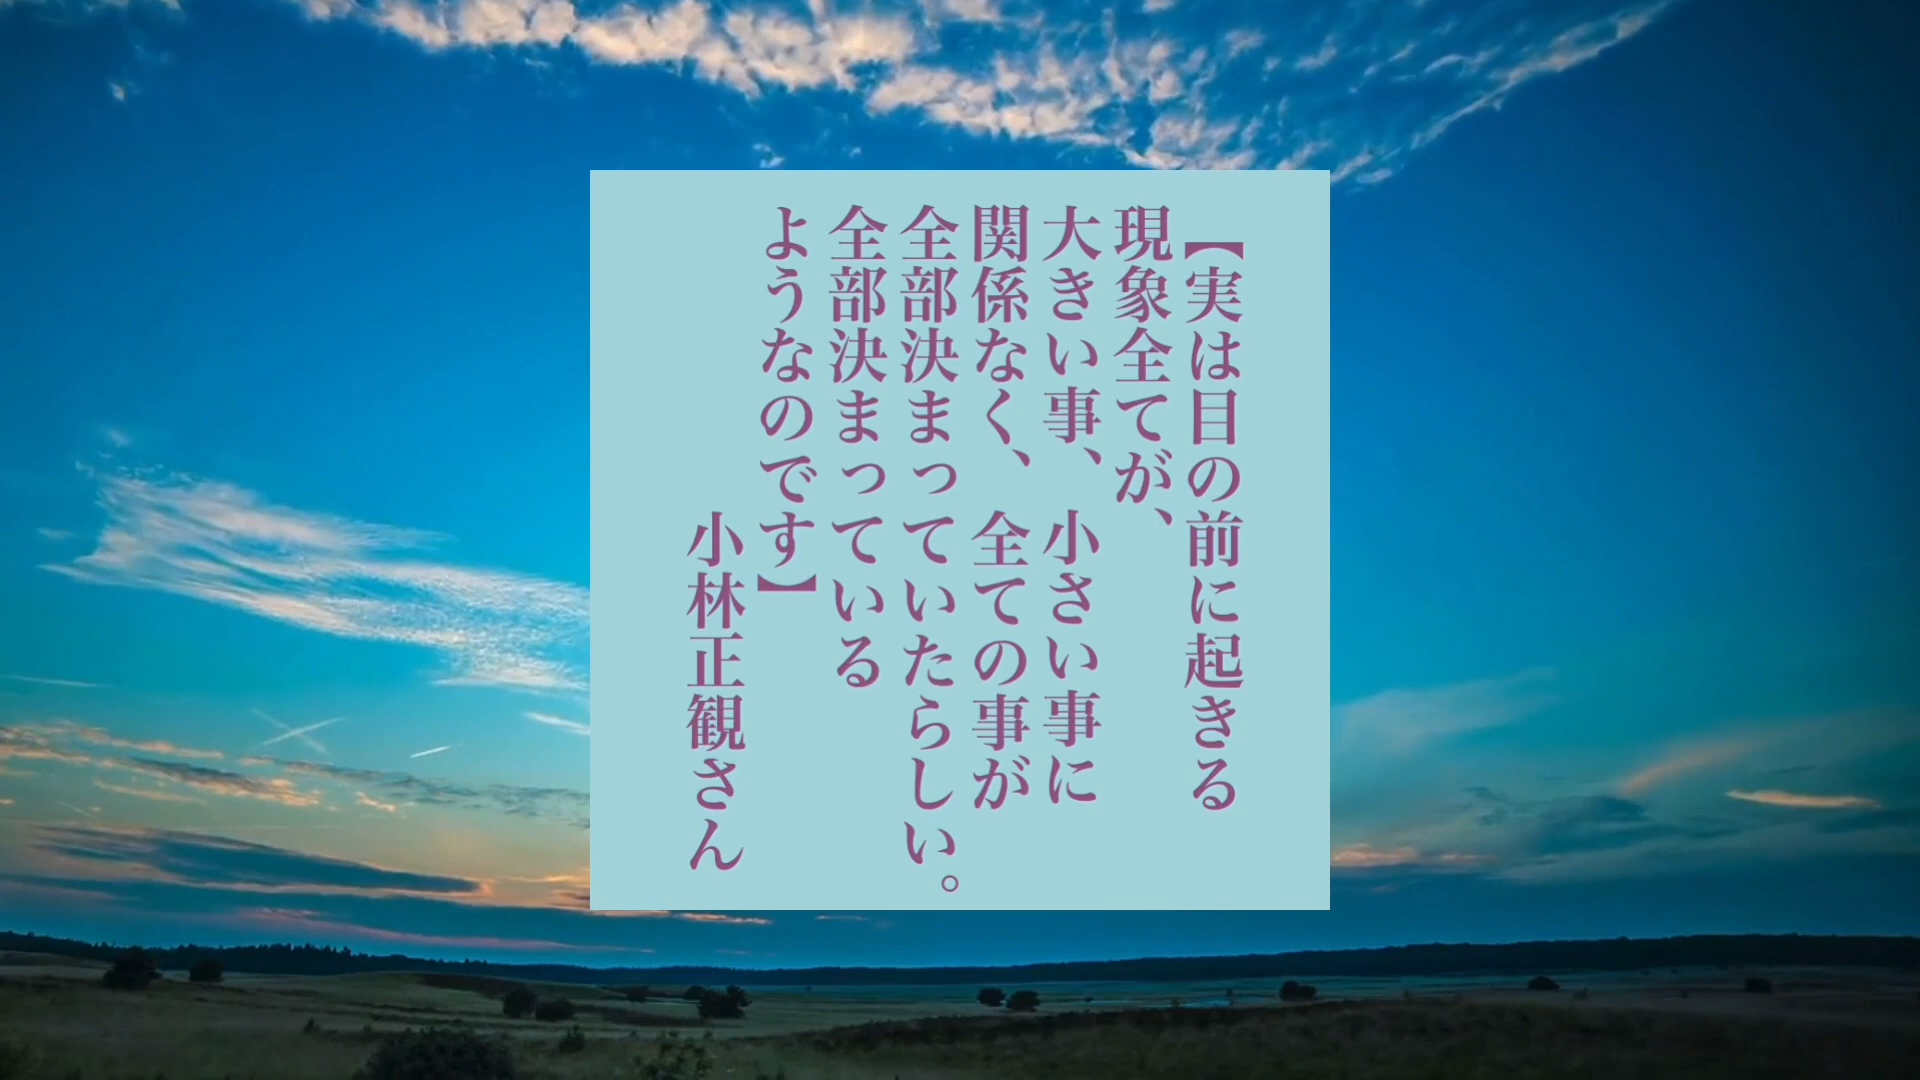 【実は目の前に起きる
現象全てが、
大きい事、小さい事に
関係なく、全ての事が
全部決まっていたらしい。
全部決まっている
ようなのです】
小林正観さん